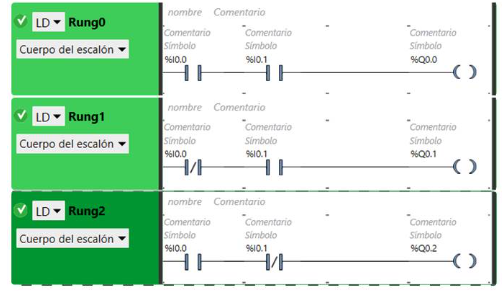 LD Rung0 nombre Comentario
Cuerpo del escalón
Comentario Comentario Comentario
Símbolo Símbolo Símbolo
%I0.0 %I0.1 %Q0.0
LD Rung1 nombre Comentario
Cuerpo del escalón
Comentario Comentario Comentario
Símbolo Símbolo Símbolo
%I0.0 %I0.1 %Q0.1
LD Rung2 nombre Comentario
Cuerpo del escalón
Comentario Comentario Comentario
Símbolo Símbolo Símbolo
%I0.0 %I0.1 %Q0.2